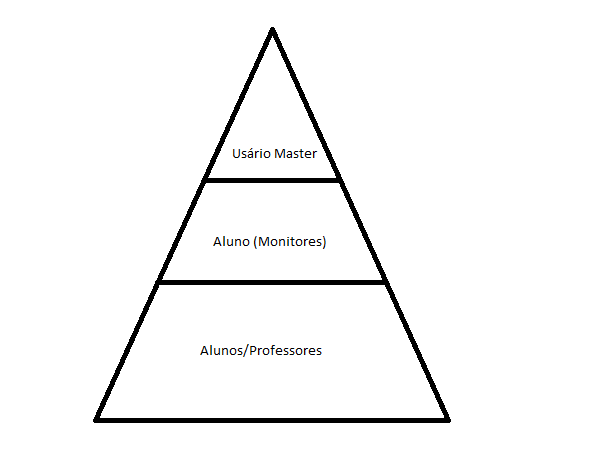 Usário Master
Aluno (Monitores)
Alunos/Professores